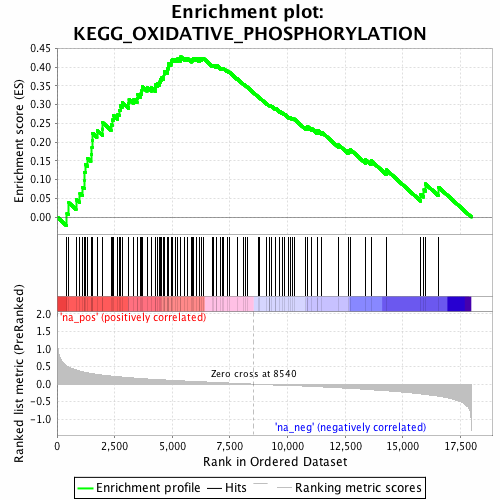 Enrichment plot:
KEGG_OXIDATIVE_PHOSPHORYLATION
Enrichment score (ES)
0.45
0.40
0.35
0.30
0.25
0.20
0.15
0.10
0.05
0.00
'na_pos' (positively correlated)
Ranked list metric (PreRanked)
2.0
1.5
1.0
0.5
0.0
-0.5
-1.0
Zero cross at 8540
'na_neg' (negatively correlated)
0 2,500 5,000 7,500 10,000 12,500 15,000 17,500
Rank in Ordered Dataset
Enrichment profile Hits Ranking metric scores